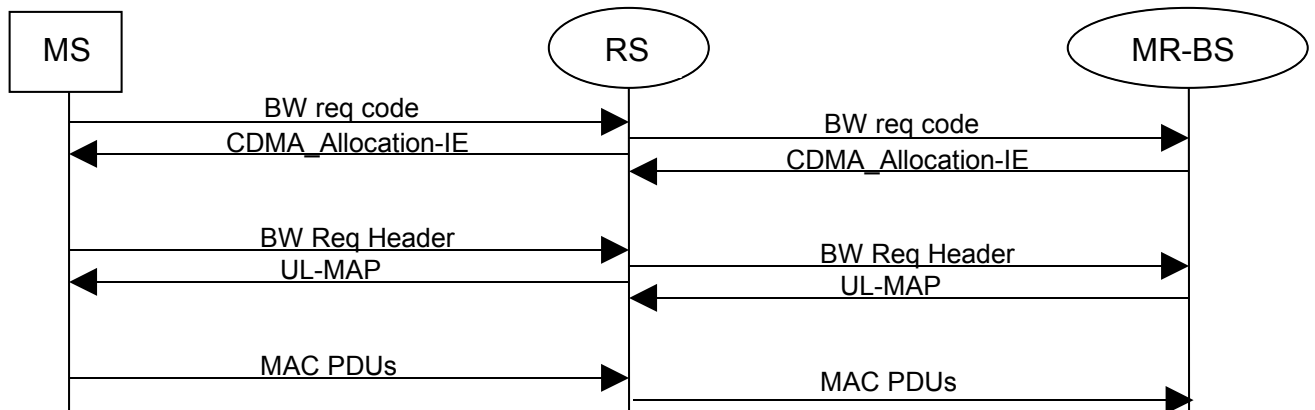 MS
RS
MR-BS
BW req code
BW req code
CDMA_Allocation-IE
CDMA_Allocation-IE
BW Req Header
BW Req Header
UL-MAP
UL-MAP
MAC PDUs
MAC PDUs